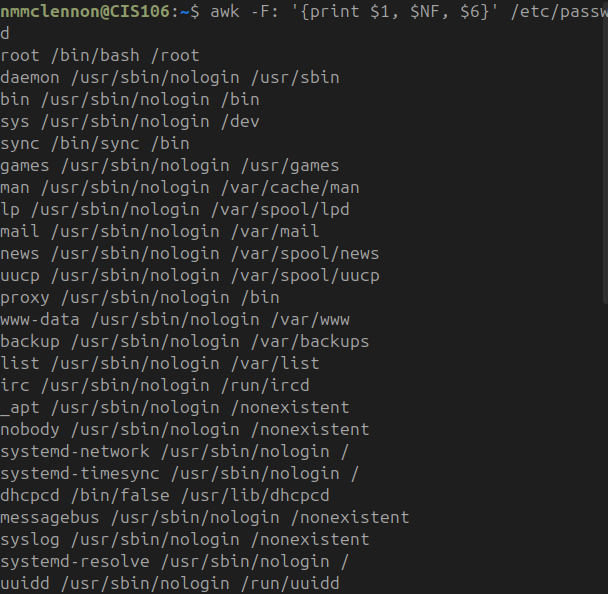 nmmclennon@CIS106:~$ awk -F: '{print $1, $NF, $6}' /etc/passw
d
root /bin/bash /root
daemon /usr/sbin/nologin /usr/sbin
bin /usr/sbin/nologin /bin
sys /usr/sbin/nologin /dev
sync /bin/sync /bin
games /usr/sbin/nologin /usr/games
man /usr/sbin/nologin /var/cache/man
lp /usr/sbin/nologin /var/spool/lpd
mail /usr/sbin/nologin /var/mail
news /usr/sbin/nologin /var/spool/news
uucp /usr/sbin/nologin /var/spool/uucp
proxy /usr/sbin/nologin /bin
www-data /usr/sbin/nologin /var/www
backup /usr/sbin/nologin /var/backups
list /usr/sbin/nologin /var/list
irc /usr/sbin/nologin /run/ircd
_apt /usr/sbin/nologin /nonexistent
nobody /usr/sbin/nologin /nonexistent
systemd-network /usr/sbin/nologin /
systemd-timesync /usr/sbin/nologin /
dhcpcd /bin/false /usr/lib/dhcpcd
messagebus /usr/sbin/nologin /nonexistent
syslog /usr/sbin/nologin /nonexistent
systemd-resolve /usr/sbin/nologin /
uuidd /usr/sbin/nologin /run/uuidd